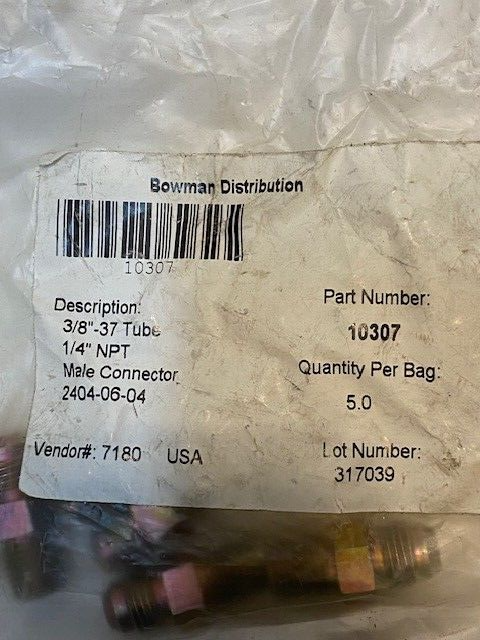 Bowman Distribution
10307
Description:
3/8"-37 Tube
1/4" NPT
Male Connector
2404-06-04
Part Number:
10307
Quantity Per Bag:
5.0
Vendor#: 7180 USA
Lot Number:
317039